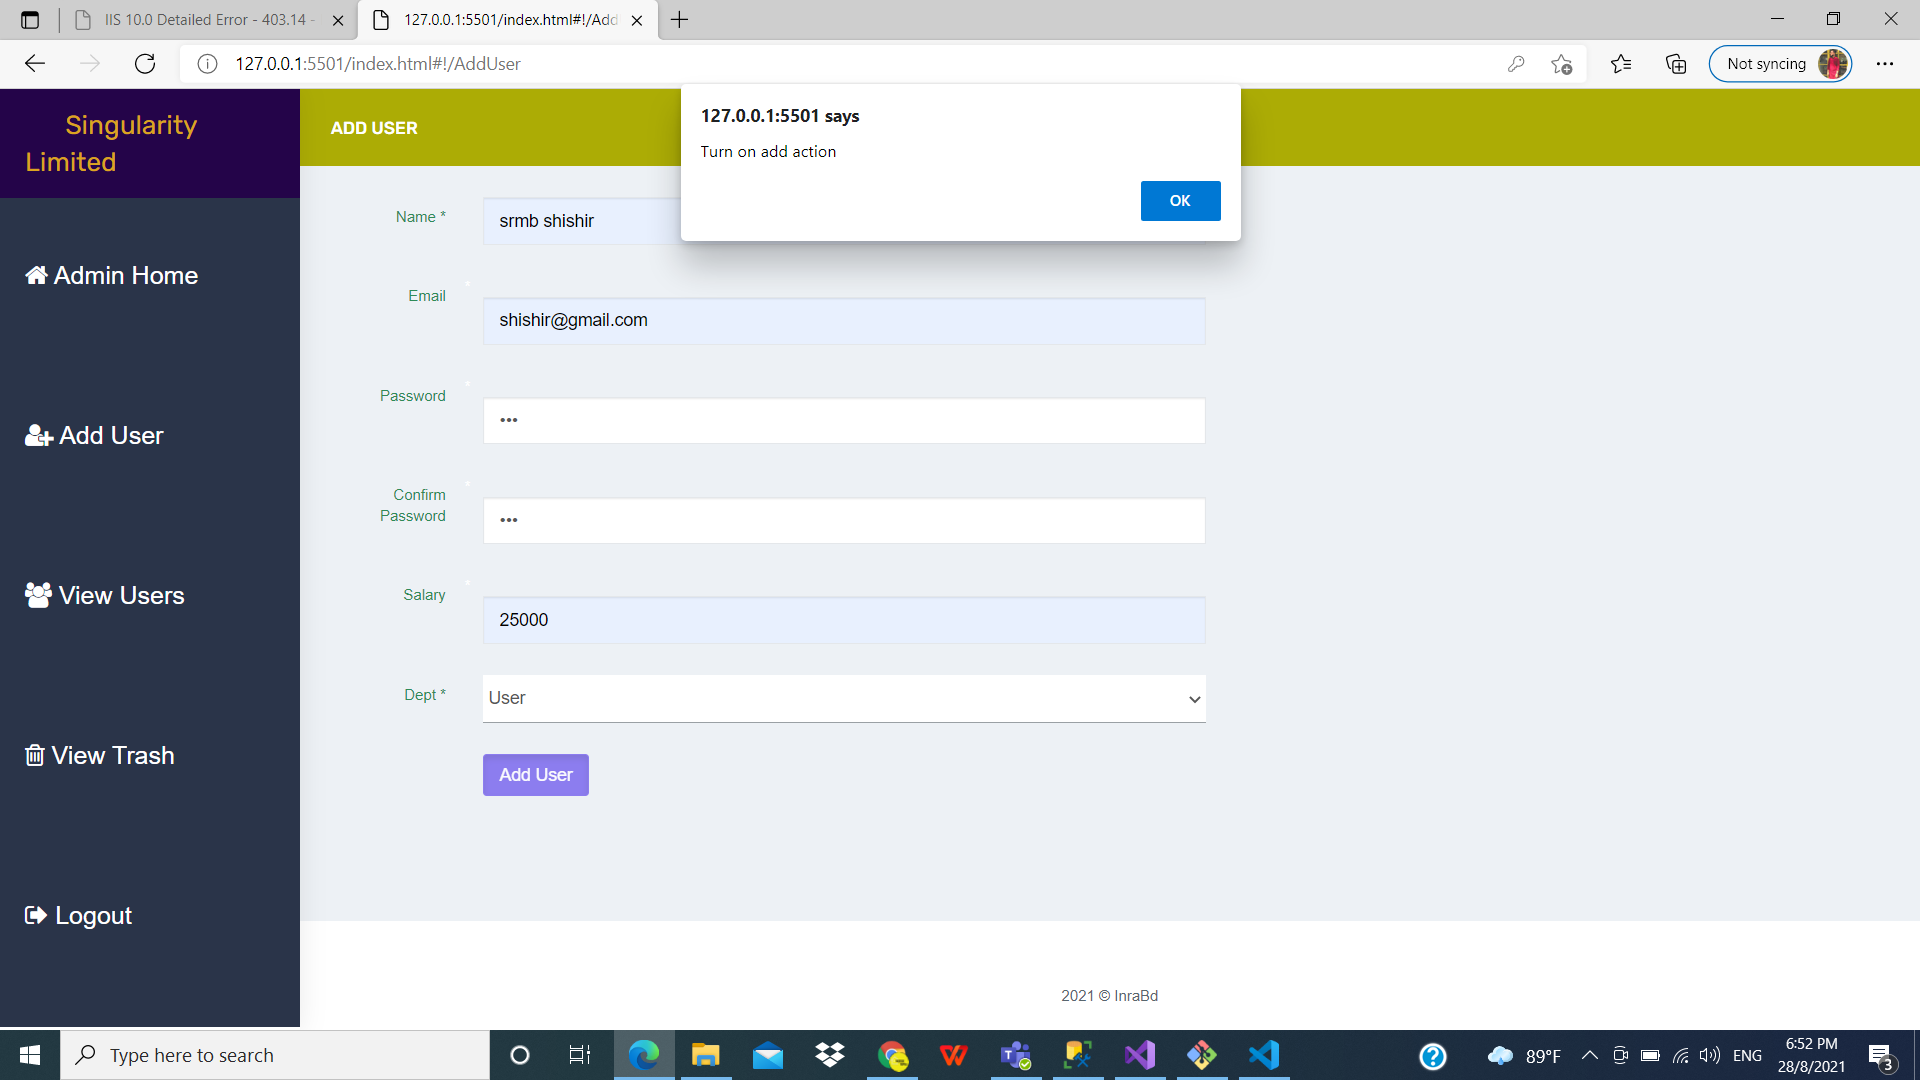 IIS 10.0 Detailed Error - 403.14 -
127.0.0.1:5501/index.html#!/Add
127.0.0.1:5501/index.html#!/AddUser
Not syncing
Singularity
Limited
ADD USER
127.0.0.1:5501 says
Turn on add action
OK
Name *
srmb shishir
Admin Home
Email
*
shishir@gmail.com
Password
*
•••
Add User
Confirm
Password
*
•••
View Users
Salary
*
25000
Dept *
User
View Trash
Add User
Logout
2021 © InraBd
Type here to search
89°F
ENG
6:52 PM
28/8/2021
3